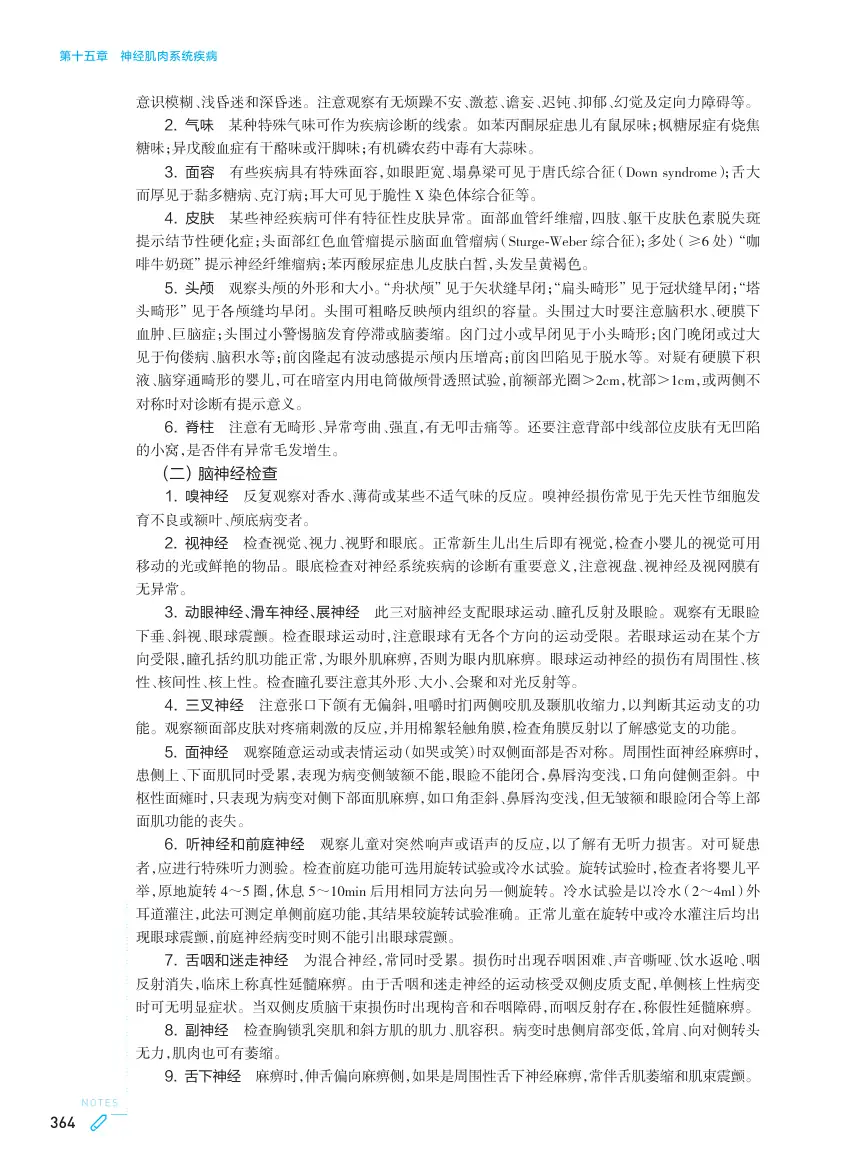 第十五章 神经肌肉系统疾病
意识模糊、浅昏迷和深昏迷。注意观察有无烦躁不安、激惹、谵妄、迟钝、抑郁、幻觉及定向力障碍等。
2. 气味 某种特殊气味可作为疾病诊断的线索。如苯丙酮尿症患儿有鼠尿味;枫糖尿症有烧焦
糖味;异戊酸血症有干酪味或汗脚味;有机磷农药中毒有大蒜味。
3. 面容 有些疾病具有特殊面容,如眼距宽、塌鼻梁可见于唐氏综合征(Down syndrome);舌大
而厚见于黏多糖病、克汀病;耳大可见于脆性 X 染色体综合征等。
4. 皮肤 某些神经疾病可伴有特征性皮肤异常。面部血管纤维瘤,四肢、躯干皮肤色素脱失斑
提示结节性硬化症;头面部红色血管瘤提示脑面血管瘤病(Sturge-Weber 综合征);多处(≥6 处)“咖
啡牛奶斑”提示神经纤维瘤病;苯丙酸尿症患儿皮肤白皙,头发呈黄褐色。
5. 头颅 观察头颅的外形和大小。“舟状颅”见于矢状缝早闭;“扁头畸形”见于冠状缝早闭;“塔
头畸形”见于各颅缝均早闭。头围可粗略反映颅内组织的容量。头围过大时要注意脑积水、硬膜下
血肿、巨脑症;头围过小警惕脑发育停滞或脑萎缩。囟门过小或早闭见于小头畸形;囟门晚闭或过大
见于佝偻病、脑积水等;前囟隆起有波动感提示颅内压增高;前囟凹陷见于脱水等。对疑有硬膜下积
液、脑穿通畸形的婴儿,可在暗室内用电筒做颅骨透照试验,前额部光圈>2cm,枕部>1cm,或两侧不
对称时对诊断有提示意义。
6. 脊柱 注意有无畸形、异常弯曲、强直,有无叩击痛等。还要注意背部中线部位皮肤有无凹陷
的小窝,是否伴有异常毛发增生。
(二)脑神经检查
1. 嗅神经 反复观察对香水、薄荷或某些不适气味的反应。嗅神经损伤常见于先天性节细胞发
育不良或额叶、颅底病变者。
2. 视神经 检查视觉、视力、视野和眼底。正常新生儿出生后即有视觉,检查小婴儿的视觉可用
移动的光或鲜艳的物品。眼底检查对神经系统疾病的诊断有重要意义,注意视盘、视神经及视网膜有
无异常。
3. 动眼神经、滑车神经、展神经 此三对脑神经支配眼球运动、瞳孔反射及眼睑。观察有无眼睑
下垂、斜视、眼球震颤。检查眼球运动时,注意眼球有无各个方向的运动受限。若眼球运动在某个方
向受限,瞳孔括约肌功能正常,为眼外肌麻痹,否则为眼内肌麻痹。眼球运动神经的损伤有周围性、核
性、核间性、核上性。检查瞳孔要注意其外形、大小、会聚和对光反射等。
4. 三叉神经 注意张口下颌有无偏斜,咀嚼时扪两侧咬肌及颞肌收缩力,以判断其运动支的功
能。观察额面部皮肤对疼痛刺激的反应,并用棉絮轻触角膜,检查角膜反射以了解感觉支的功能。
5. 面神经 观察随意运动或表情运动(如哭或笑)时双侧面部是否对称。周围性面神经麻痹时,
患侧上、下面肌同时受累,表现为病变侧皱额不能,眼睑不能闭合,鼻唇沟变浅,口角向健侧歪斜。中
枢性面瘫时,只表现为病变对侧下部面肌麻痹,如口角歪斜、鼻唇沟变浅,但无皱额和眼睑闭合等上部
面肌功能的丧失。
6. 听神经和前庭神经 观察儿童对突然响声或语声的反应,以了解有无听力损害。对可疑患
者,应进行特殊听力测验。检查前庭功能可选用旋转试验或冷水试验。旋转试验时,检查者将婴儿平
举,原地旋转 4~5 圈,休息 5~10min 后用相同方法向另一侧旋转。冷水试验是以冷水(2~4ml)外
耳道灌注,此法可测定单侧前庭功能,其结果较旋转试验准确。正常儿童在旋转中或冷水灌注后均出
现眼球震颤,前庭神经病变时则不能引出眼球震颤。
7. 舌咽和迷走神经 为混合神经,常同时受累。损伤时出现吞咽困难、声音嘶哑、饮水返呛、咽
反射消失,临床上称真性延髓麻痹。由于舌咽和迷走神经的运动核受双侧皮质支配,单侧核上性病变
时可无明显症状。当双侧皮质脑干束损伤时出现构音和吞咽障碍,而咽反射存在,称假性延髓麻痹。
8. 副神经 检查胸锁乳突肌和斜方肌的肌力、肌容积。病变时患侧肩部变低,耸肩、向对侧转头
无力,肌肉也可有萎缩。
9. 舌下神经 麻痹时,伸舌偏向麻痹侧,如果是周围性舌下神经麻痹,常伴舌肌萎缩和肌束震颤。
NOTES
364